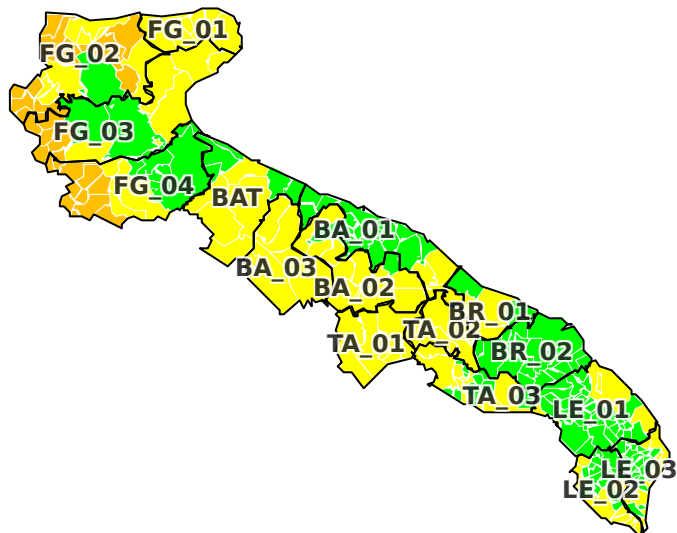 FG_01
FG_02
FG_03
FG_04
BAT
BA_01
BA_03
BA_02
BR_01
TA_02
TA_01
BR_02
TA_03
LE_01
LE_03
LE_02